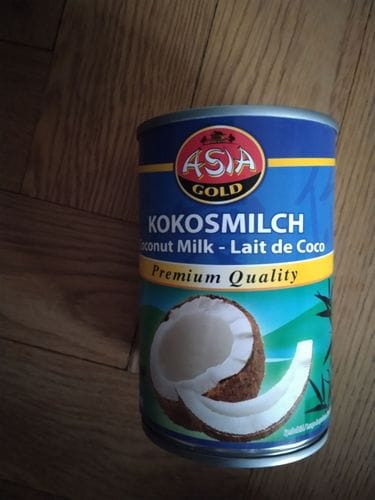 ASIA
GOLD
KOKOSMILCH
Coconut Milk - Lait de Coco
Premium Quality